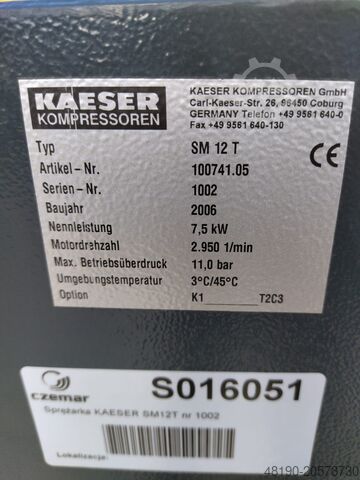 KAESER
KOMPRESSOREN
KAESER KOMPRESSOREN GmbH
Carl-Kaeser-Str. 26, 96450 Coburg
GERMANY Telefon +49 9561 640-0
Fax +49 9561 640-130
CE
Typ SM 12 T
Artikel-Nr. 100741.05
Serien-Nr. 1002
Baujahr 2006
Nennleistung 7,5 kW
Motordrehzahl 2.950 1/min
Max. Betriebsüberdruck 11,0 bar
Umgebungstemperatur 3°C/45°C
Option K1 T2C3
czemar
S016051
Sprężarka KAESER SM12T nr 1002
Lokalizacja:
48190-20578730